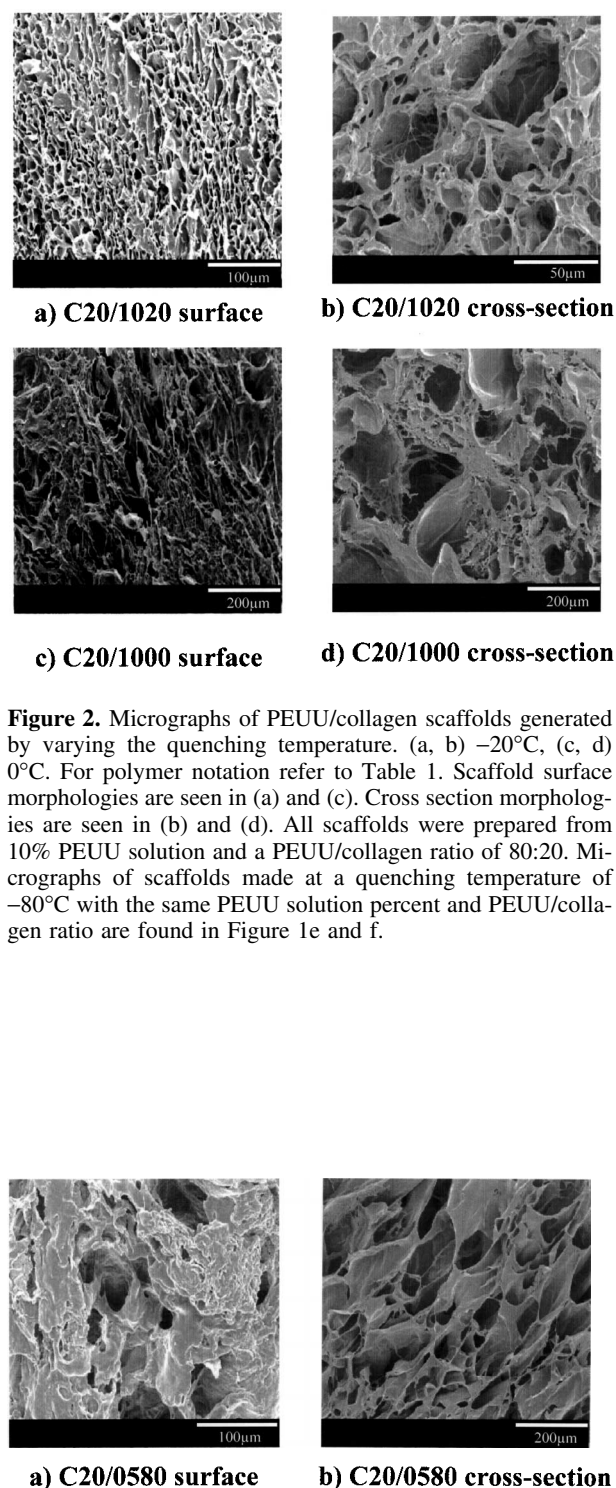 100µm
50µm
a) C20/1020 surface
b) C20/1020 cross-section
200µm
200µm
c) C20/1000 surface
d) C20/1000 cross-section
Figure 2. Micrographs of PEUU/collagen scaffolds generated
by varying the quenching temperature. (a, b) −20°C, (c, d)
0°C. For polymer notation refer to Table 1. Scaffold surface
morphologies are seen in (a) and (c). Cross section morpholog-
ies are seen in (b) and (d). All scaffolds were prepared from
10% PEUU solution and a PEUU/collagen ratio of 80:20. Mi-
crographs of scaffolds made at a quenching temperature of
−80°C with the same PEUU solution percent and PEUU/colla-
gen ratio are found in Figure 1e and f.
100µm
200µm
a) C20/0580 surface
b) C20/0580 cross-section